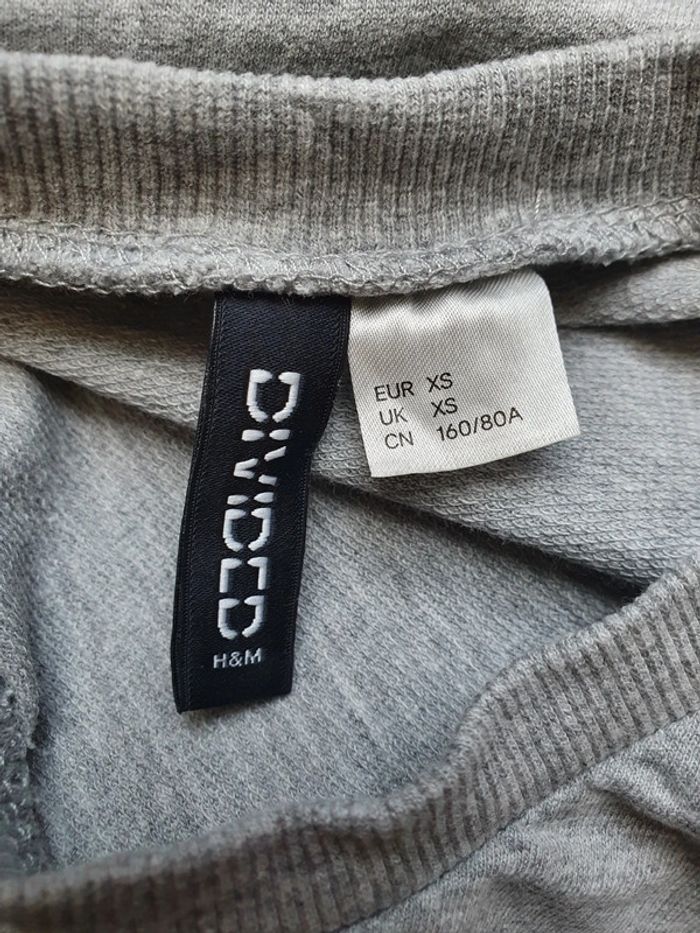 DIVIDED
H&M
EUR XS
UK XS
CN 160/80A